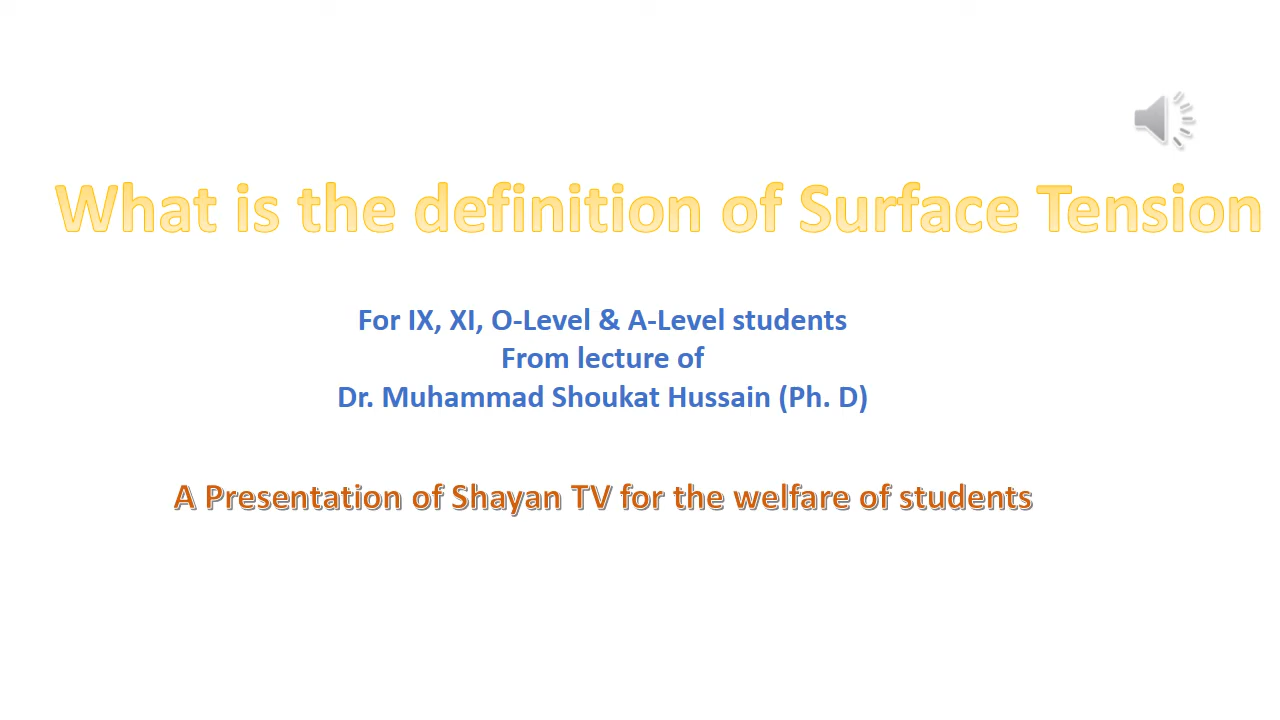 What is the definition of Surface Tension
For IX, XI, O-Level & A-Level students
From lecture of
Dr. Muhammad Shoukat Hussain (Ph. D)
A Presentation of Shayan TV for the welfare of students